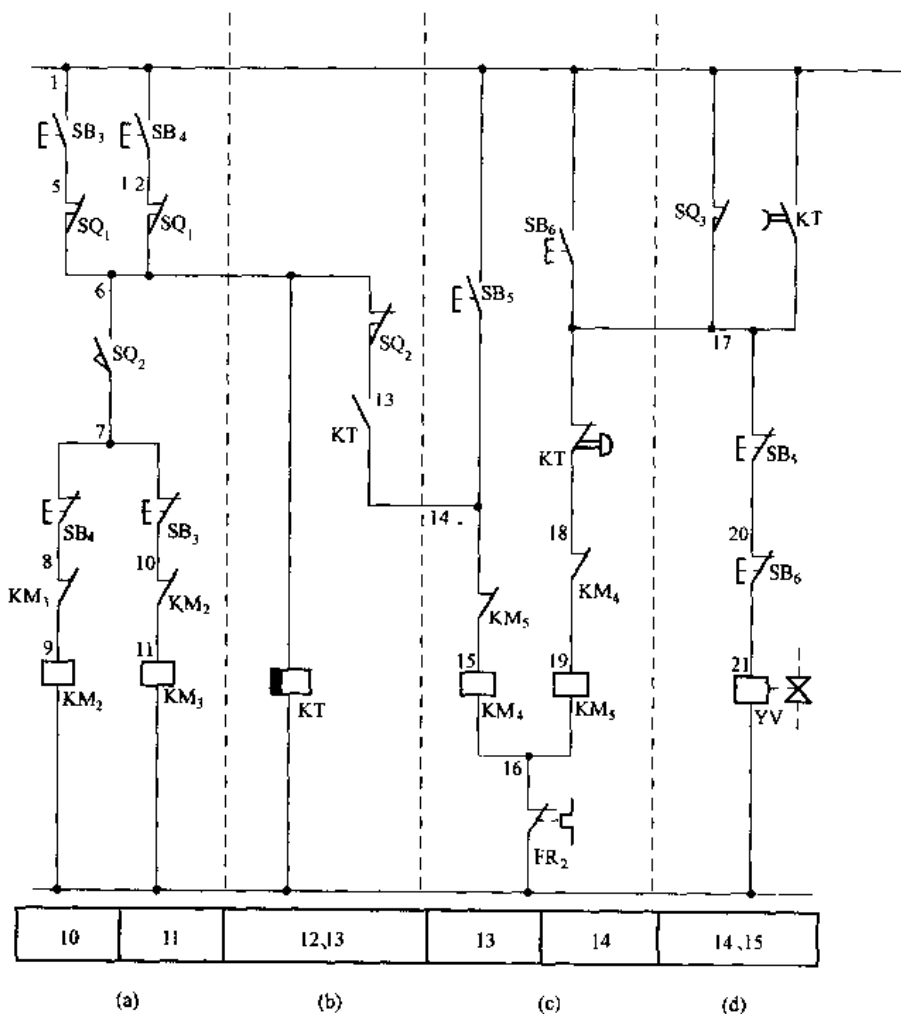 1
SB₃
SB₄
5
1 2
SQ₁
SQ₁
6
SQ₂
SQ₂
SB₅
SB₆
SQ₃
KT
17
13
KT
7
KT
SB₅
14
SB₄
SB₃
18
20
SB₆
8
10
KM₃
KM₂
KM₅
KM₄
9
11
15
19
21
KM₂
KM₃
KT
KM₄
KM₅
YV
16
FR₂
10
11
12、13
13
14
14、15
(a)
(b)
(c)
(d)